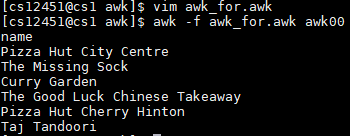 [cs12451@cs1 awk]$ vim awk_for.awk
[cs12451@cs1 awk]$ awk -f awk_for.awk awk00
name
Pizza Hut City Centre
The Missing Sock
Curry Garden
The Good Luck Chinese Takeaway
Pizza Hut Cherry Hinton
Taj Tandoori